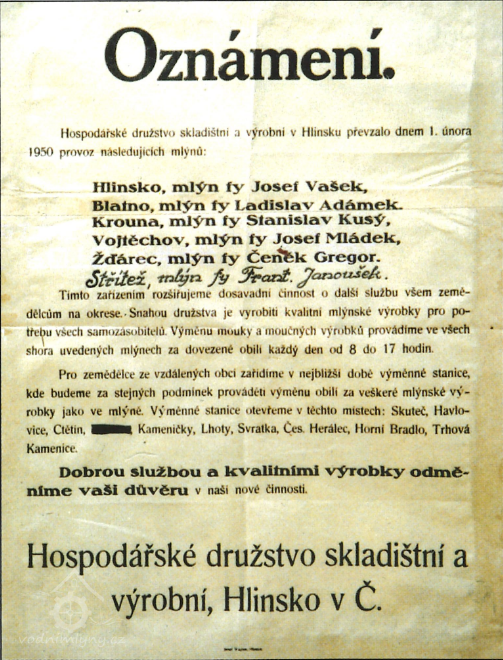 Oznámení.
Hospodářské družstvo skladištní a výrobní v Hlinsku převzalo dnem 1. února
1950 provoz následujících mlýnů:
Hlinsko, mlýn fy Josef Vašek,
Blatno, mlýn fy Ladislav Adámek.
Krouna, mlýn fy Stanislav Kusý,
Vojtěchov, mlýn fy Josef Mládek,
Žďárec, mlýn fy Čeněk Gregor.
Střítež, mlýn fy Frant. Janoušek.
Tímto zařízením rozšiřujeme dosavadní činnost o další službu všem země-
dělcům na okrese. Snahou družstva je vyrobiti kvalitní mlýnské výrobky pro po-
třebu všech samozásobitelů. Výměnu mouky a moučných výrobků provádíme ve všech
shora uvedených mlýnech za dovezené obilí každý den od 8 do 17 hodin.
Pro zemědělce ze vzdálených obcí zařídíme v nejbližší době výměnné stanice,
kde budeme za stejných podmínek prováděti výměnu obilí za veškeré mlýnské vý-
robky jako ve mlýně. Výměnné stanice otevřeme v těchto místech: Skuteč, Havlo-
vice, Ctětín, Kameničky, Lhoty, Svratka, Čes. Herálec, Horní Bradlo, Trhová
Kamenice.
Dobrou službou a kvalitními výrobky odmě-
níme vaši důvěru v naší nové činnosti.
Hospodářské družstvo skladištní a
výrobní, Hlinsko v Č.
vodnimlyny.cz